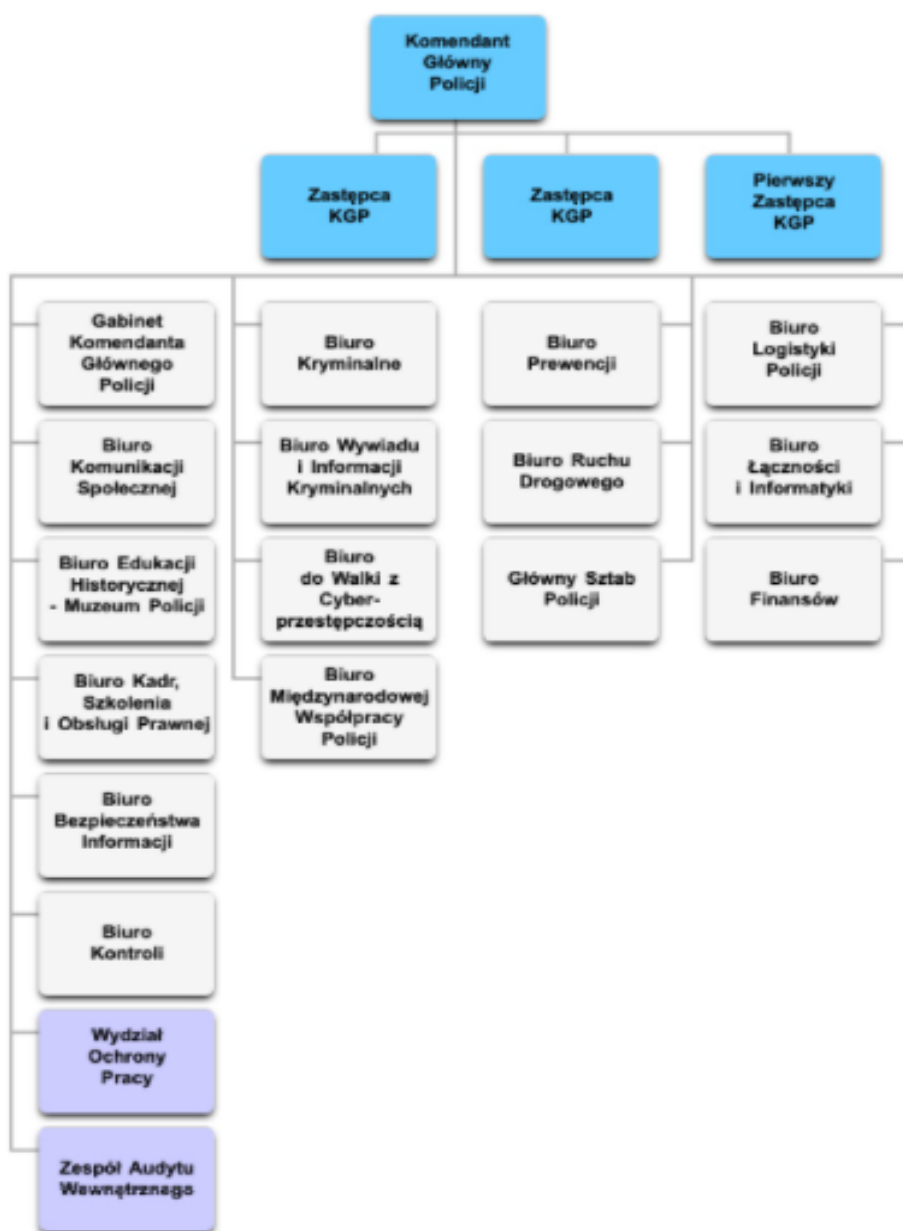 Komendant
Główny
Policji
Zastępca
KGP
Zastępca
KGP
Pierwszy
Zastępca
KGP
Gabinet
Komendanta
Głównego
Policji
Biuro
Komunikacji
Społecznej
Biuro Edukacji
Historycznej
- Muzeum Policji
Biuro Kadr,
Szkolenia
i Obsługi Prawnej
Biuro
Bezpieczeństwa
Informacji
Biuro
Kontroli
Wydział
Ochrony
Pracy
Zespół Audytu
Wewnętrznego
Biuro
Kryminalne
Biuro Wywiadu
i Informacji
Kryminalnych
Biuro
do Walki z
Cyber-
przestępczością
Biuro
Międzynarodowej
Współpracy
Policji
Biuro
Prewencji
Biuro Ruchu
Drogowego
Główny Sztab
Policji
Biuro
Logistyki
Policji
Biuro
Łączności
i Informatyki
Biuro
Finansów